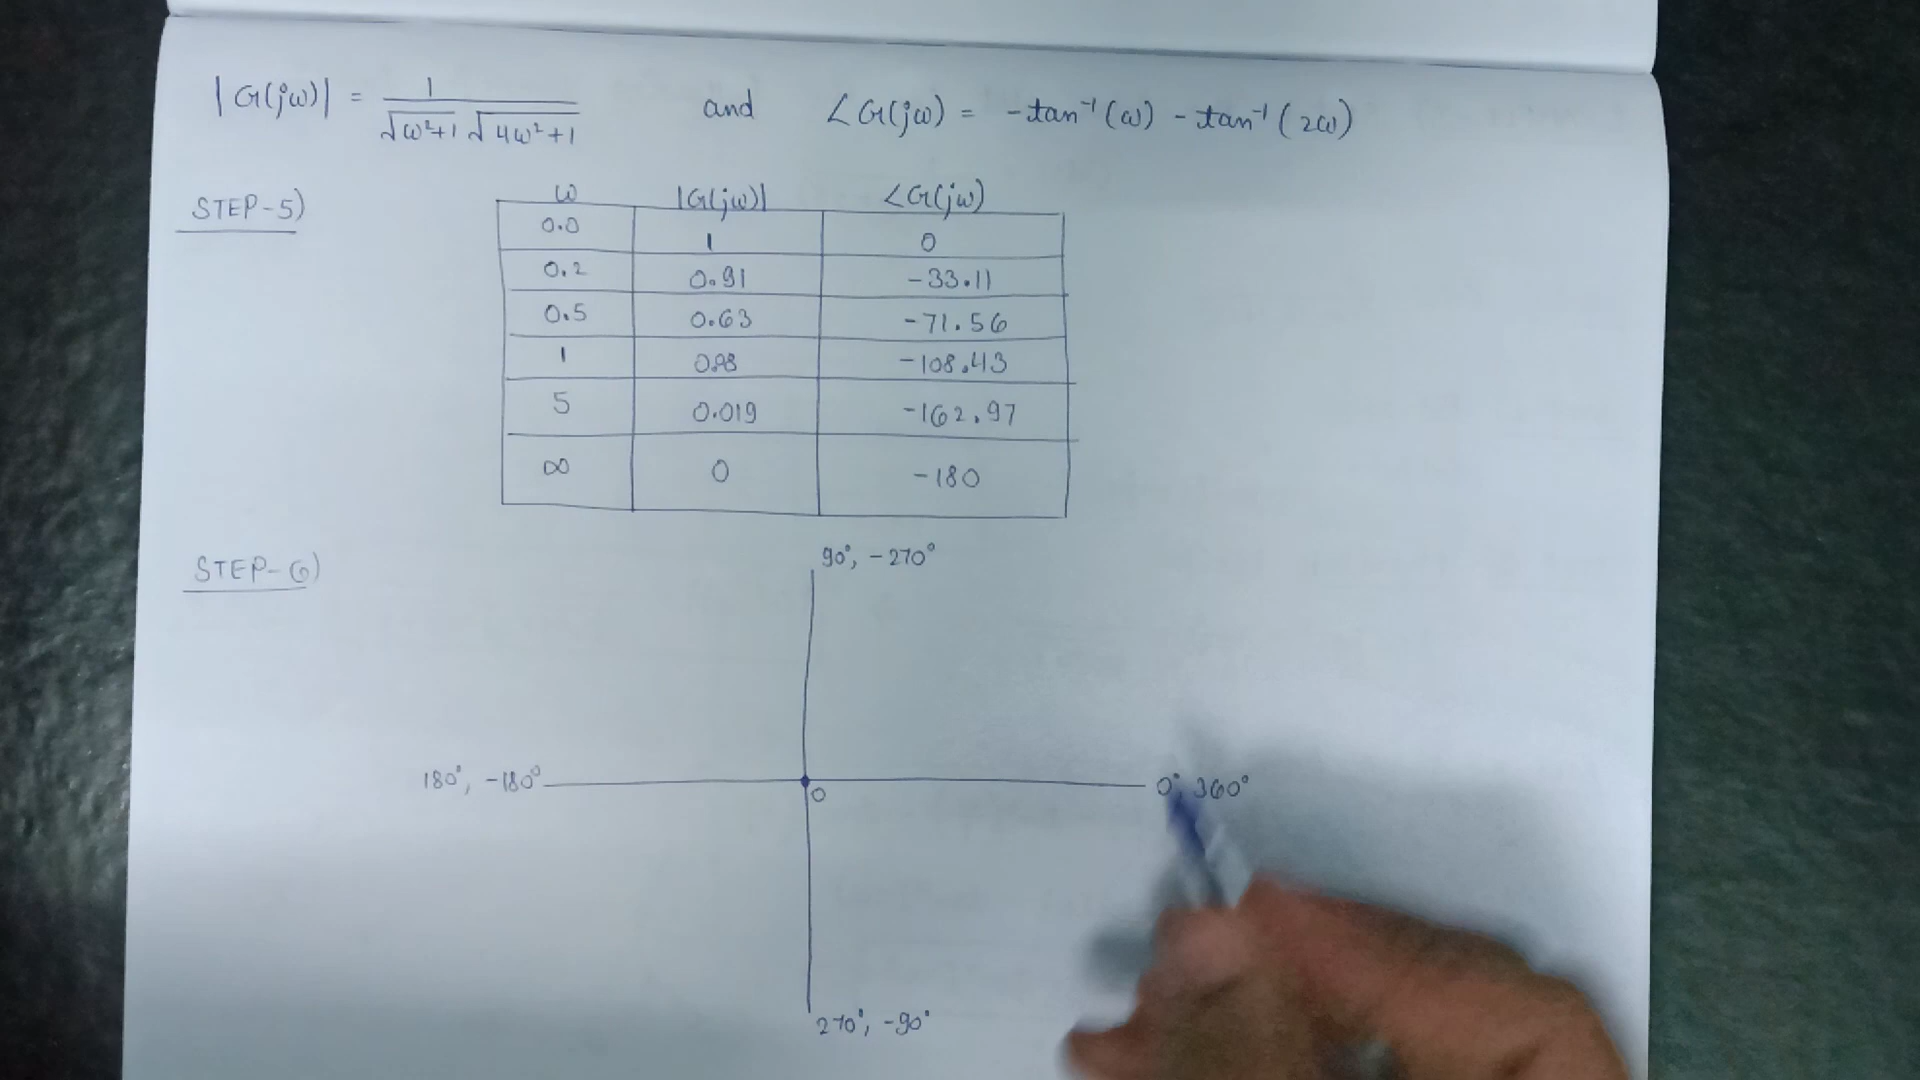 |G(jω)| = 1 / √ω²+1 √4ω²+1 and ∠G(jω) = -tan⁻¹(ω) - tan⁻¹(2ω)
STEP-5)
ω |G(jω)| ∠G(jω)
0.0 1 0
0.2 0.91 -33.11
0.5 0.63 -71.56
1 -108.43
5 0.019 -162.97
∞ 0 -180
STEP-6)
90°, -270°
180°, -180°
0
0°, 360°
270°, -90°